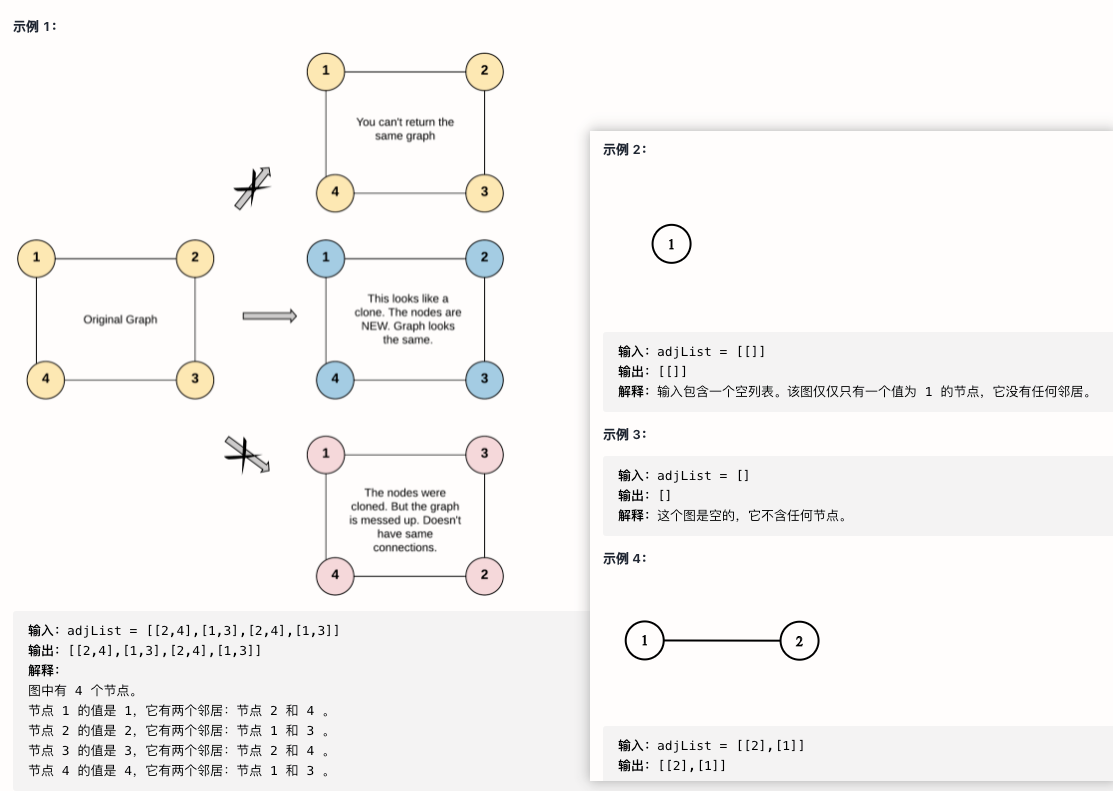 示例 1：
1
2
You can't return the
same graph
4
3
1
2
Original Graph
4
3
1
2
This looks like a
clone. The nodes are
NEW. Graph looks
the same.
4
3
1
3
The nodes were
cloned. But the graph
is messed up. Doesn't
have same
connections.
4
2
输入：adjList = [[2,4],[1,3],[2,4],[1,3]]
输出：[[2,4],[1,3],[2,4],[1,3]]
解释：
图中有 4 个节点。
节点 1 的值是 1，它有两个邻居：节点 2 和 4 。
节点 2 的值是 2，它有两个邻居：节点 1 和 3 。
节点 3 的值是 3，它有两个邻居：节点 2 和 4 。
节点 4 的值是 4，它有两个邻居：节点 1 和 3 。
示例 2：
1
输入：adjList = [[]]
输出：[[]]
解释：输入包含一个空列表。该图仅仅只有一个值为 1 的节点，它没有任何邻居。
示例 3：
输入：adjList = []
输出：[]
解释：这个图是空的，它不含任何节点。
示例 4：
1
2
输入：adjList = [[2],[1]]
输出：[[2],[1]]